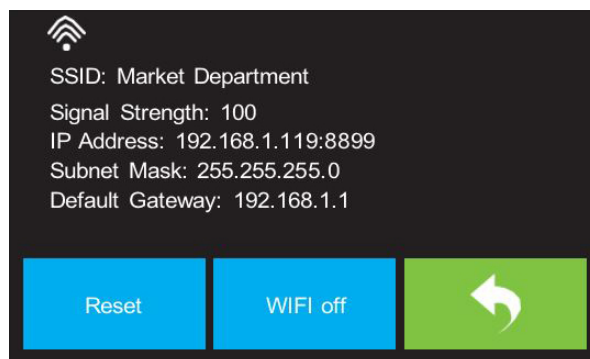 SSID: Market Department
Signal Strength: 100
IP Address: 192.168.1.119:8899
Subnet Mask: 255.255.255.0
Default Gateway: 192.168.1.1
Reset
WIFI off